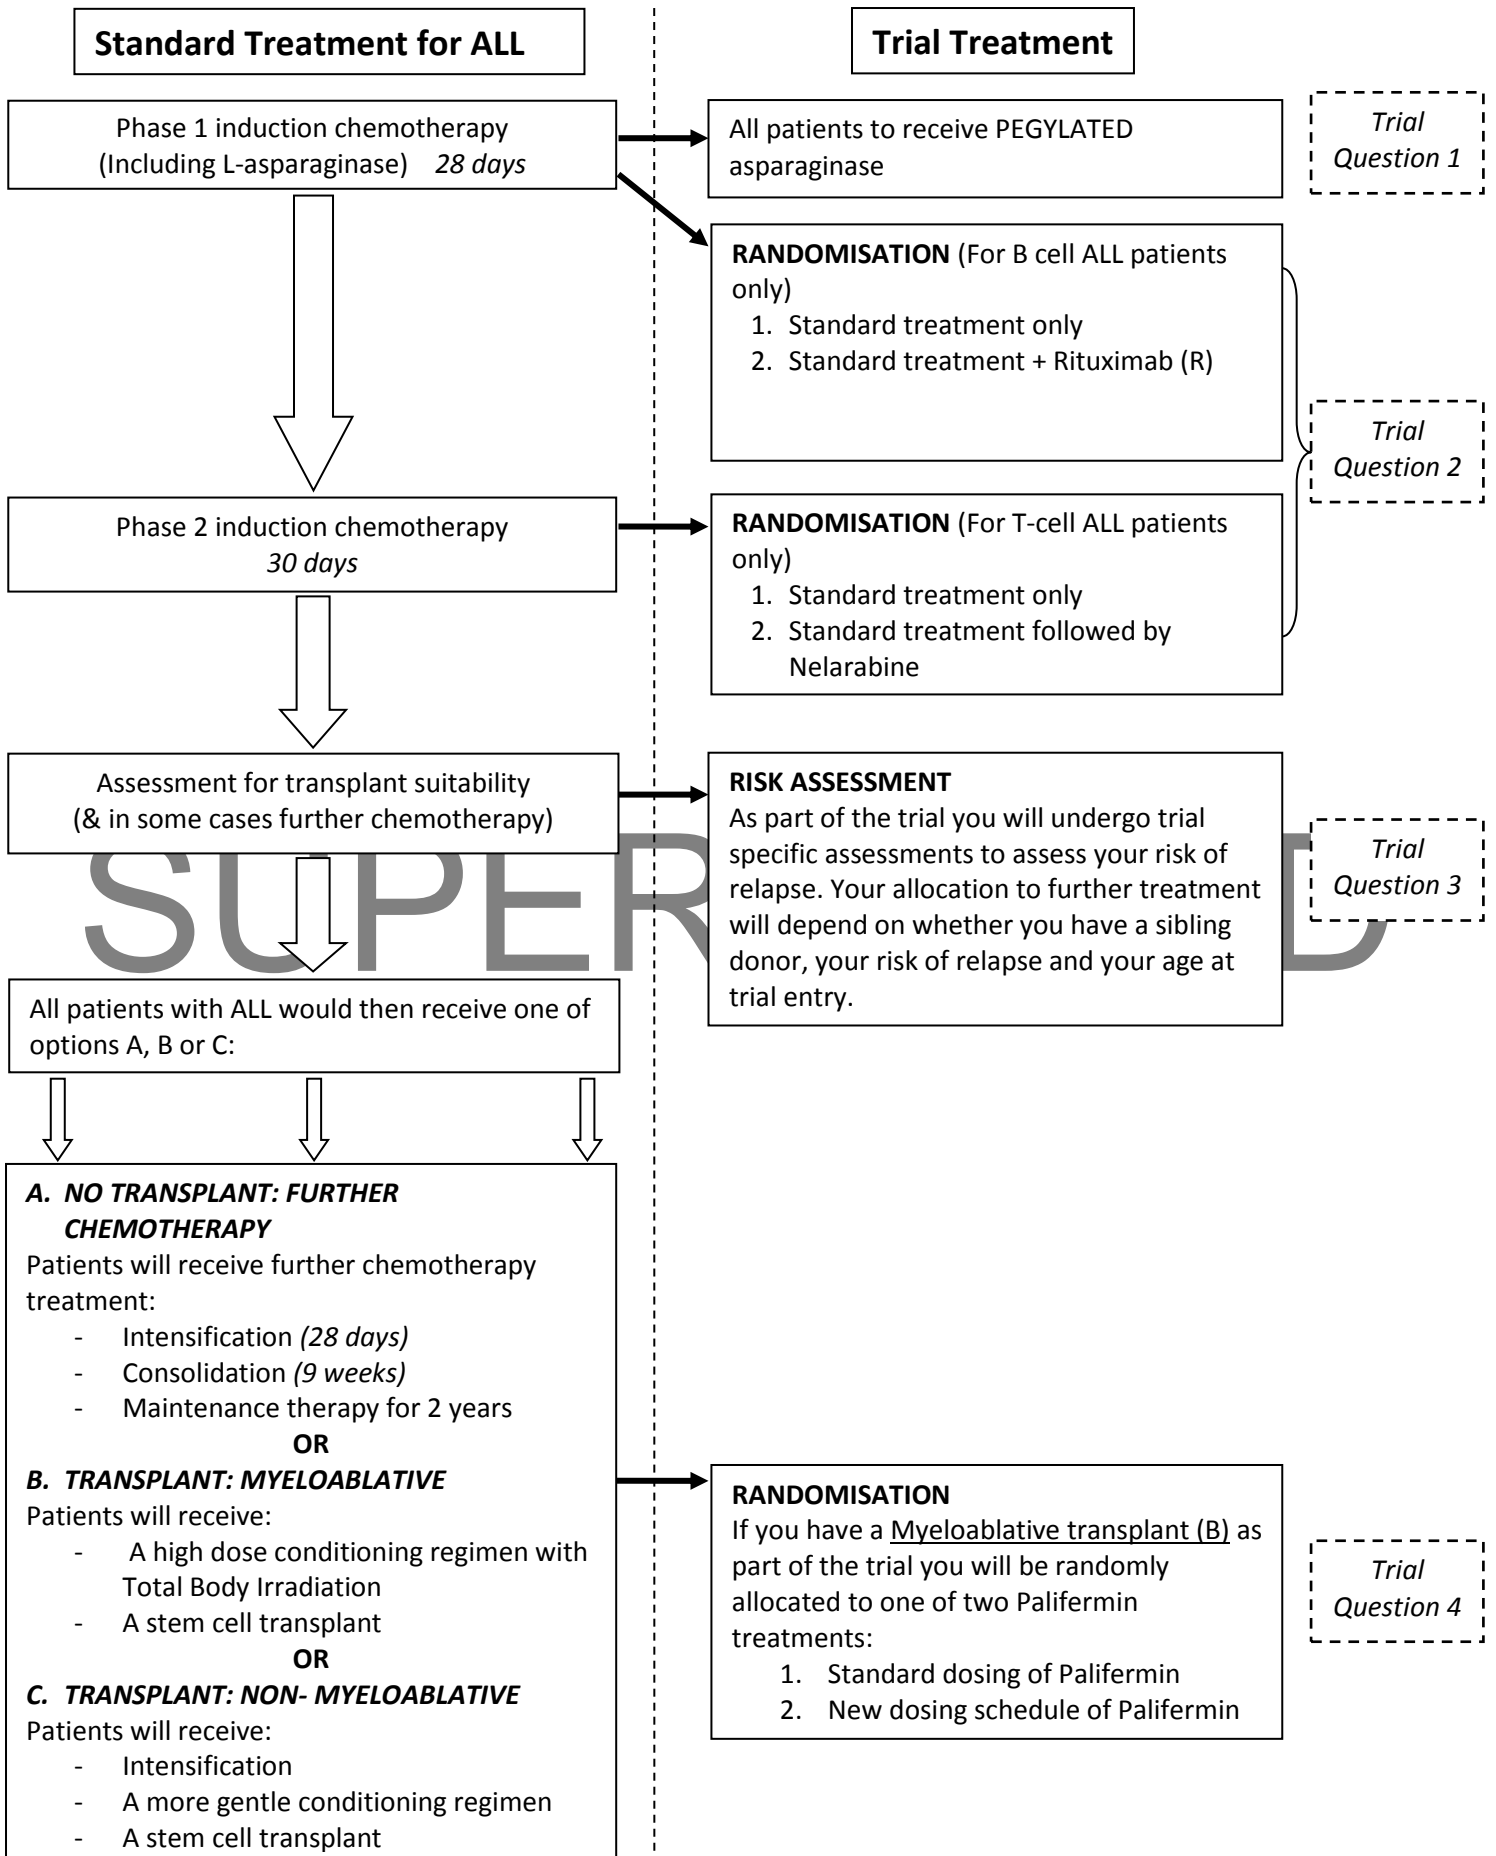 Standard Treatment for ALL
Trial Treatment
Phase 1 induction chemotherapy
(Including L-asparaginase) 28 days
All patients to receive PEGYLATED
asparaginase
Trial
Question 1
RANDOMISATION (For B cell ALL patients
only)
1. Standard treatment only
2. Standard treatment + Rituximab (R)
Trial
Question 2
Phase 2 induction chemotherapy
30 days
RANDOMISATION (For T-cell ALL patients
only)
1. Standard treatment only
2. Standard treatment followed by
Nelarabine
Assessment for transplant suitability
(& in some cases further chemotherapy)
RISK ASSESSMENT
As part of the trial you will undergo trial
specific assessments to assess your risk of
relapse. Your allocation to further treatment
will depend on whether you have a sibling
donor, your risk of relapse and your age at
trial entry.
Trial
Question 3
All patients with ALL would then receive one of
options A, B or C:
A. NO TRANSPLANT: FURTHER
CHEMOTHERAPY
Patients will receive further chemotherapy
treatment:
- Intensification (28 days)
- Consolidation (9 weeks)
- Maintenance therapy for 2 years
OR
B. TRANSPLANT: MYELOABLATIVE
Patients will receive:
- A high dose conditioning regimen with
Total Body Irradiation
- A stem cell transplant
OR
C. TRANSPLANT: NON- MYELOABLATIVE
Patients will receive:
- Intensification
- A more gentle conditioning regimen
- A stem cell transplant
RANDOMISATION
If you have a Myeloablative transplant (B) as
part of the trial you will be randomly
allocated to one of two Palifermin
treatments:
1. Standard dosing of Palifermin
2. New dosing schedule of Palifermin
Trial
Question 4